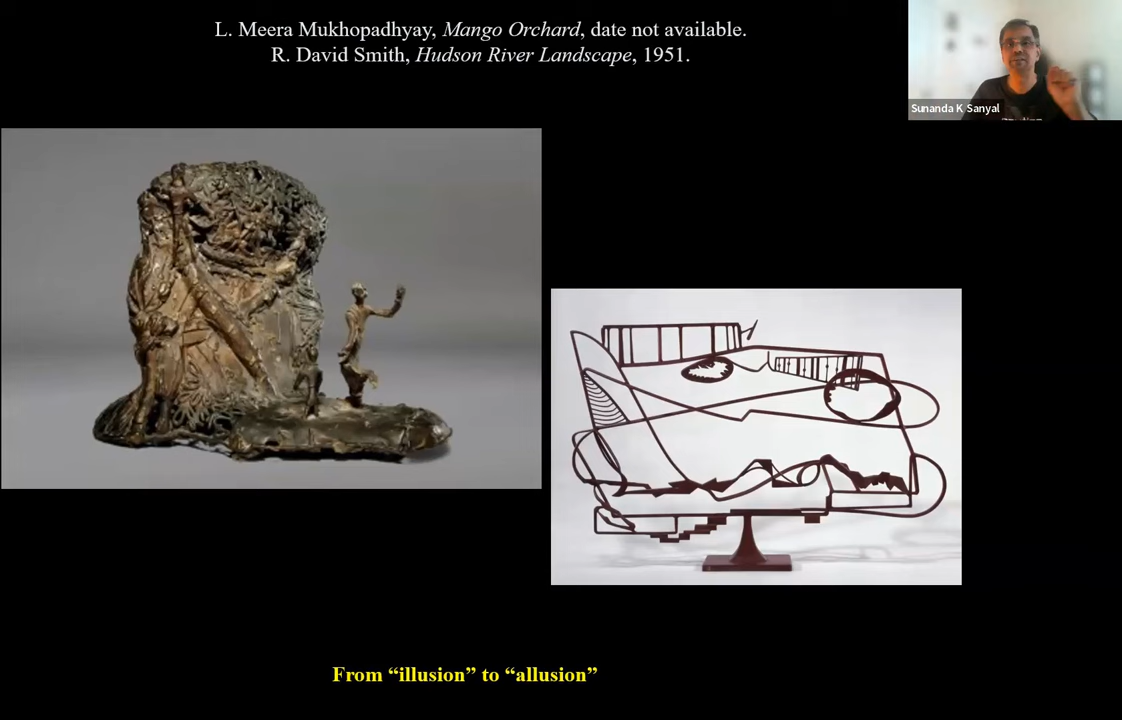 L. Meera Mukhopadhyay, Mango Orchard, date not available.
R. David Smith, Hudson River Landscape, 1951.
Sunanda K Sanyal
From “illusion” to “allusion”